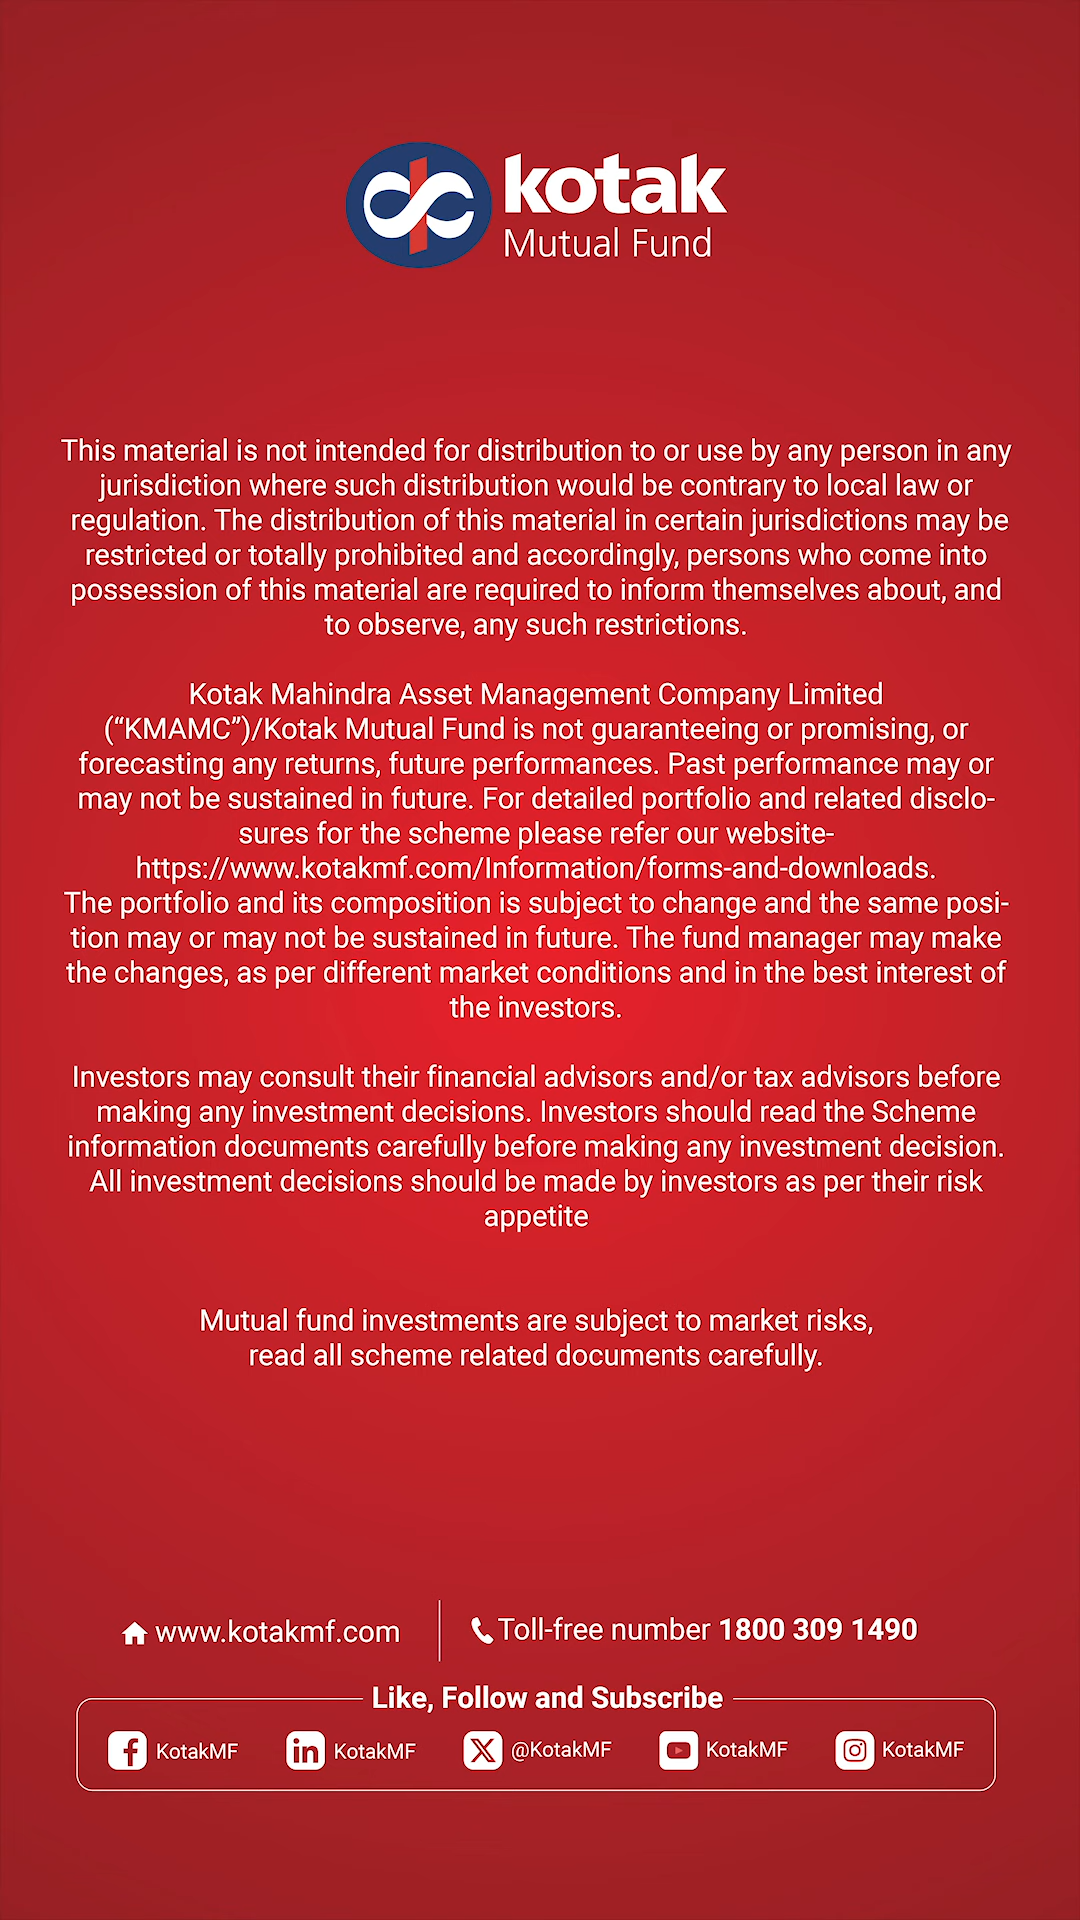 kotak
Mutual Fund
This material is not intended for distribution to or use by any person in any
jurisdiction where such distribution would be contrary to local law or
regulation. The distribution of this material in certain jurisdictions may be
restricted or totally prohibited and accordingly, persons who come into
possession of this material are required to inform themselves about, and
to observe, any such restrictions.
Kotak Mahindra Asset Management Company Limited
(“KMAMC”)/Kotak Mutual Fund is not guaranteeing or promising, or
forecasting any returns, future performances. Past performance may or
may not be sustained in future. For detailed portfolio and related disclo-
sures for the scheme please refer our website-
https://www.kotakmf.com/Information/forms-and-downloads.
The portfolio and its composition is subject to change and the same posi-
tion may or may not be sustained in future. The fund manager may make
the changes, as per different market conditions and in the best interest of
the investors.
Investors may consult their financial advisors and/or tax advisors before
making any investment decisions. Investors should read the Scheme
information documents carefully before making any investment decision.
All investment decisions should be made by investors as per their risk
appetite
Mutual fund investments are subject to market risks,
read all scheme related documents carefully.
www.kotakmf.com
Toll-free number 1800 309 1490
Like, Follow and Subscribe
KotakMF
KotakMF
@KotakMF
KotakMF
KotakMF